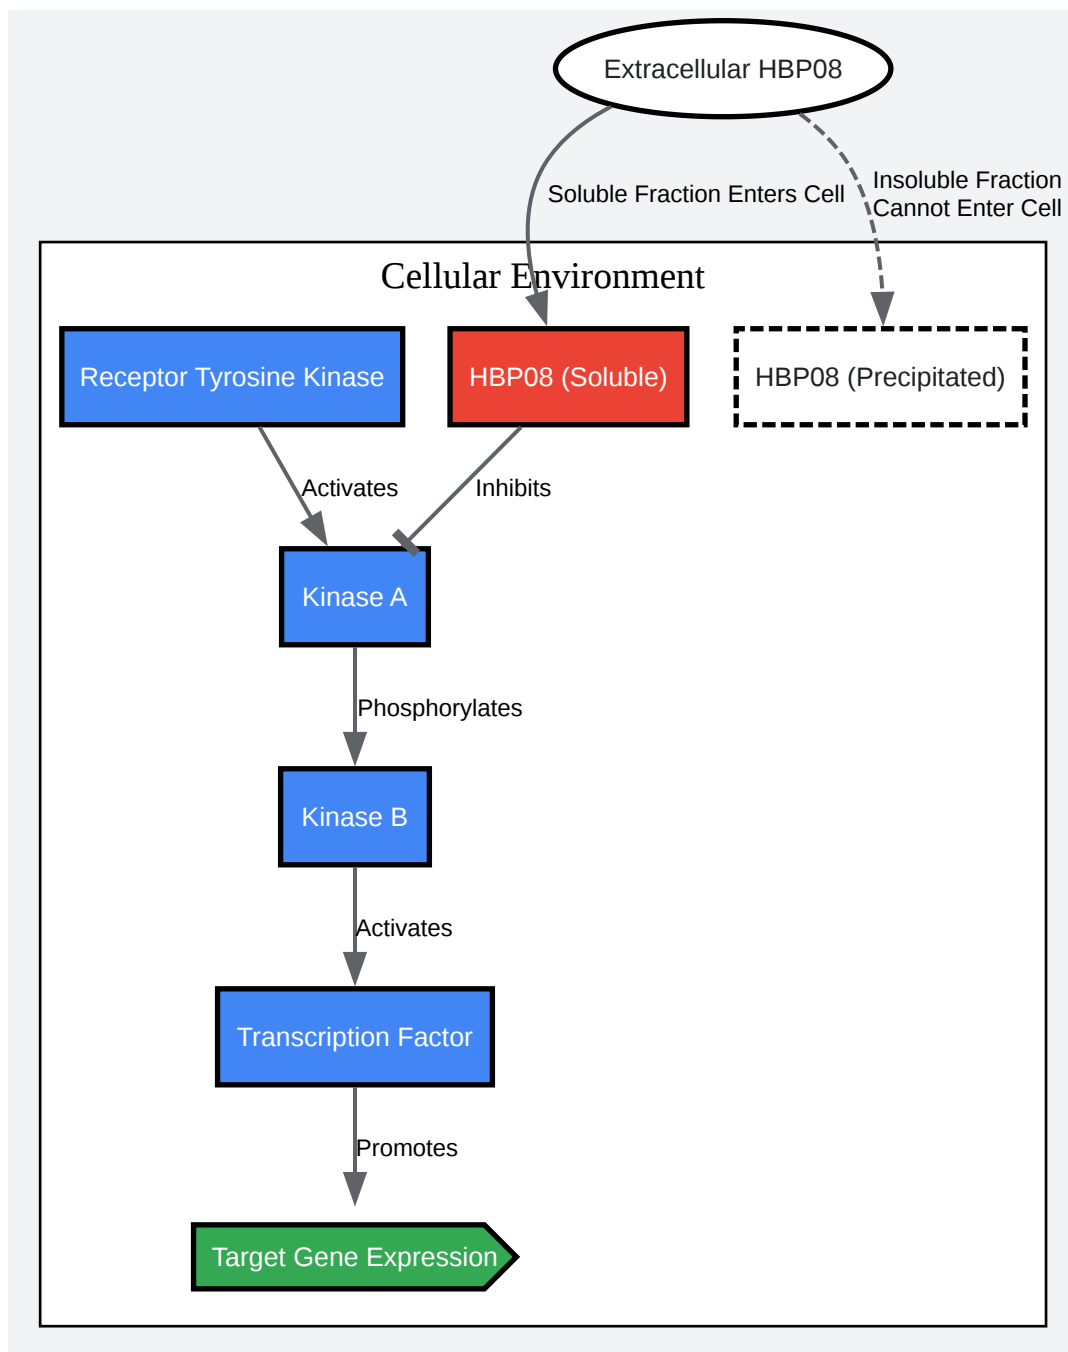 Extracellular HBP08
Soluble Fraction Enters Cell
Insoluble Fraction
Cannot Enter Cell
Cellular Environment
Receptor Tyrosine Kinase
HBP08 (Soluble)
HBP08 (Precipitated)
Activates
Inhibits
Kinase A
Phosphorylates
Kinase B
Activates
Transcription Factor
Promotes
Target Gene Expression